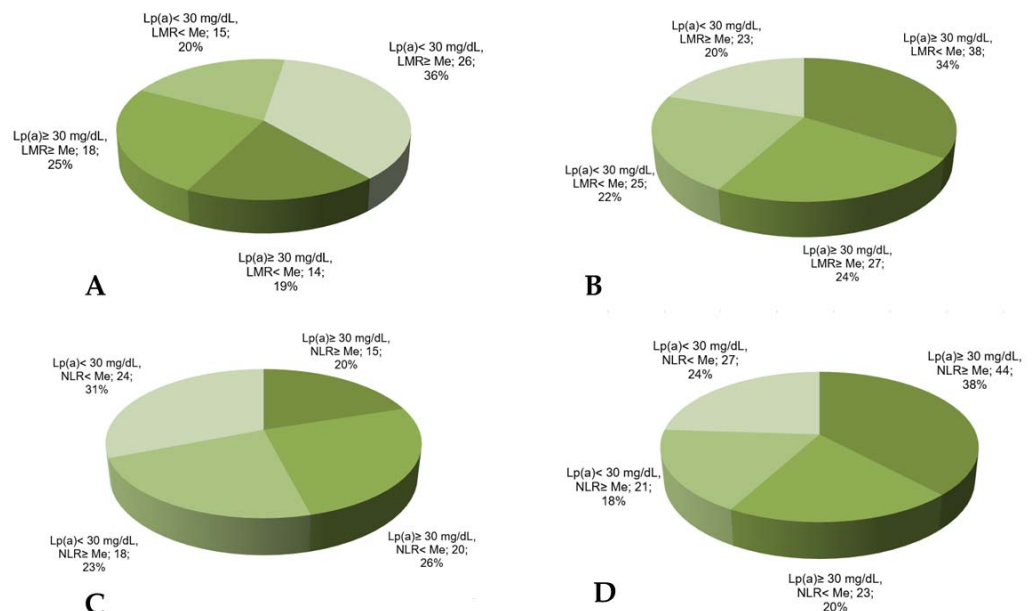 Lp(a)< 30 mg/dL,
LMR< Me; 15;
20%
Lp(a)< 30 mg/dL,
LMR≥ Me; 26;
36%
Lp(a)≥ 30 mg/dL,
LMR≥ Me; 18;
25%
Lp(a)≥ 30 mg/dL,
LMR< Me; 14;
19%
A
Lp(a)< 30 mg/dL,
LMR≥ Me; 23;
20%
Lp(a)≥ 30 mg/dL,
LMR< Me; 38;
34%
Lp(a)< 30 mg/dL,
LMR< Me; 25;
22%
Lp(a)≥ 30 mg/dL,
LMR≥ Me; 27;
24%
B
Lp(a)≥ 30 mg/dL,
NLR≥ Me; 15;
20%
Lp(a)< 30 mg/dL,
NLR< Me; 24;
31%
Lp(a)< 30 mg/dL,
NLR≥ Me; 18;
23%
Lp(a)≥ 30 mg/dL,
NLR< Me; 20;
26%
C
Lp(a)< 30 mg/dL,
NLR< Me; 27;
24%
Lp(a)≥ 30 mg/dL,
NLR≥ Me; 44;
38%
Lp(a)< 30 mg/dL,
NLR≥ Me; 21;
18%
Lp(a)≥ 30 mg/dL,
NLR< Me; 23;
20%
D